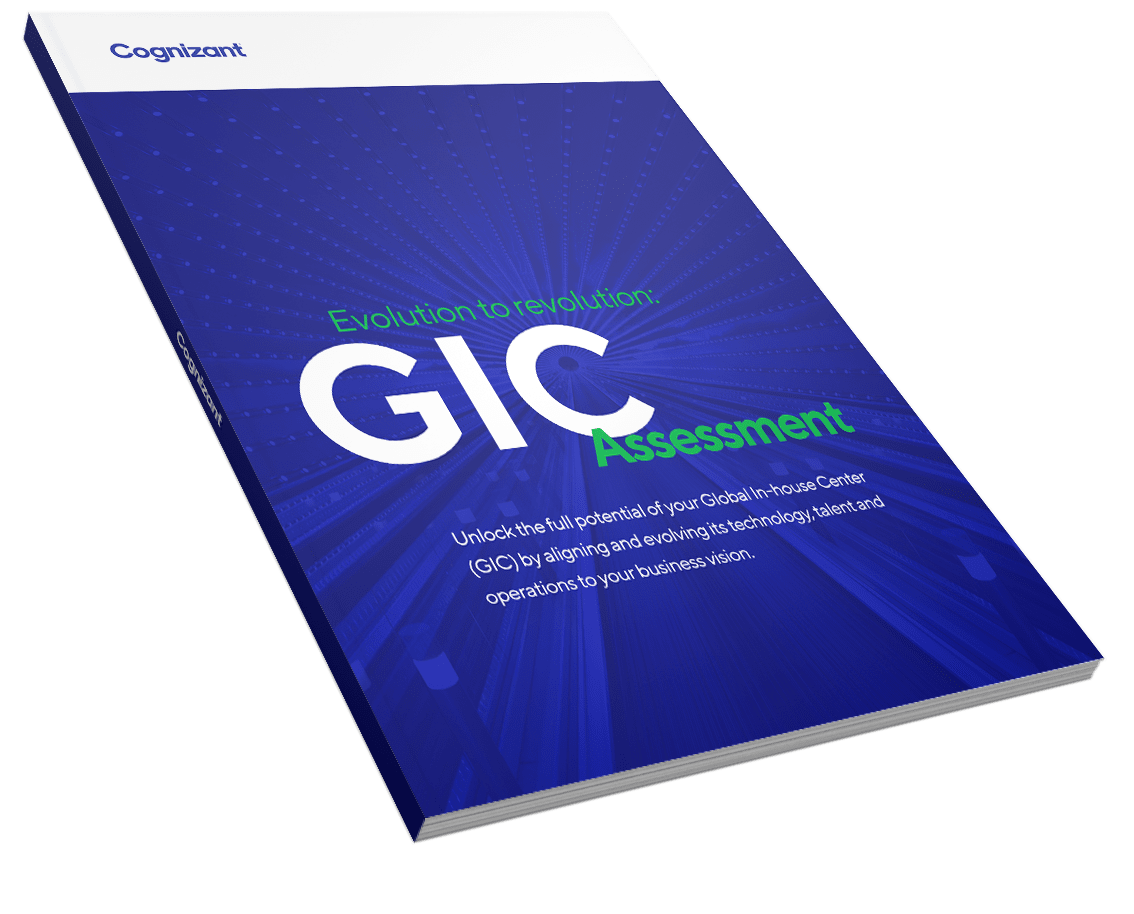 Cognizant
Cognizant
Evolution to revolution:
GIC
Assessment
Unlock the full potential of your Global In-house Center
(GIC) by aligning and evolving its technology, talent and
operations to your business vision.